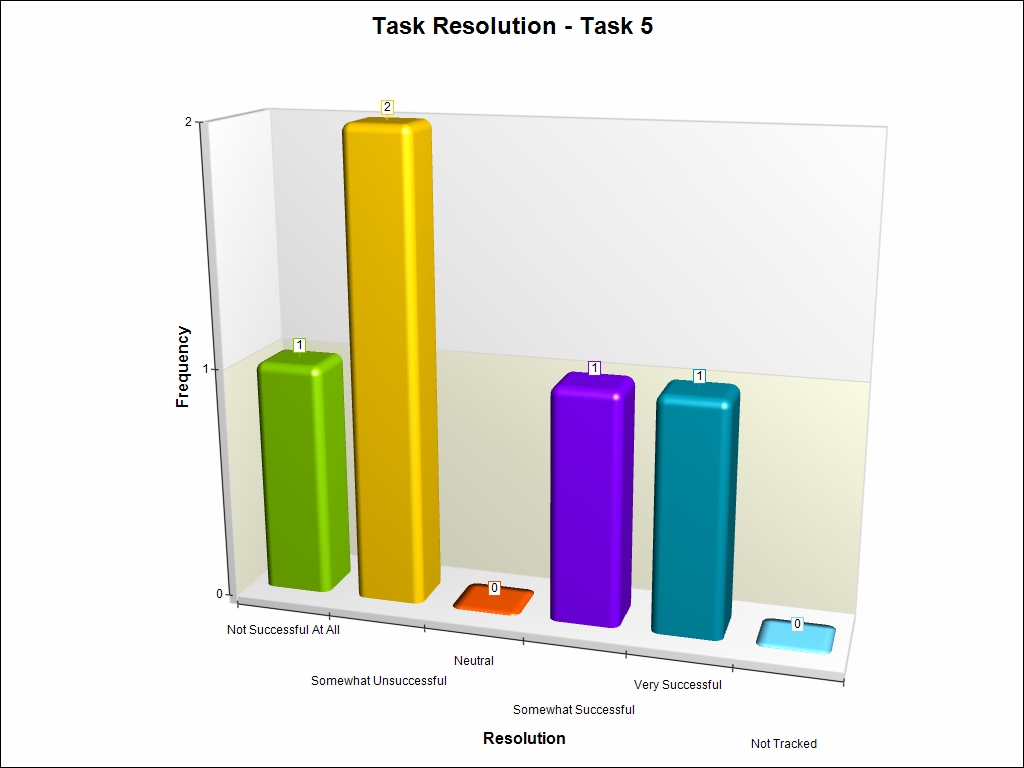 Task Resolution - Task 5
2
2
1
1
1
1
0
0
0
Frequency
Not Successful At All
Somewhat Unsuccessful
Neutral
Somewhat Successful
Very Successful
Not Tracked
Resolution